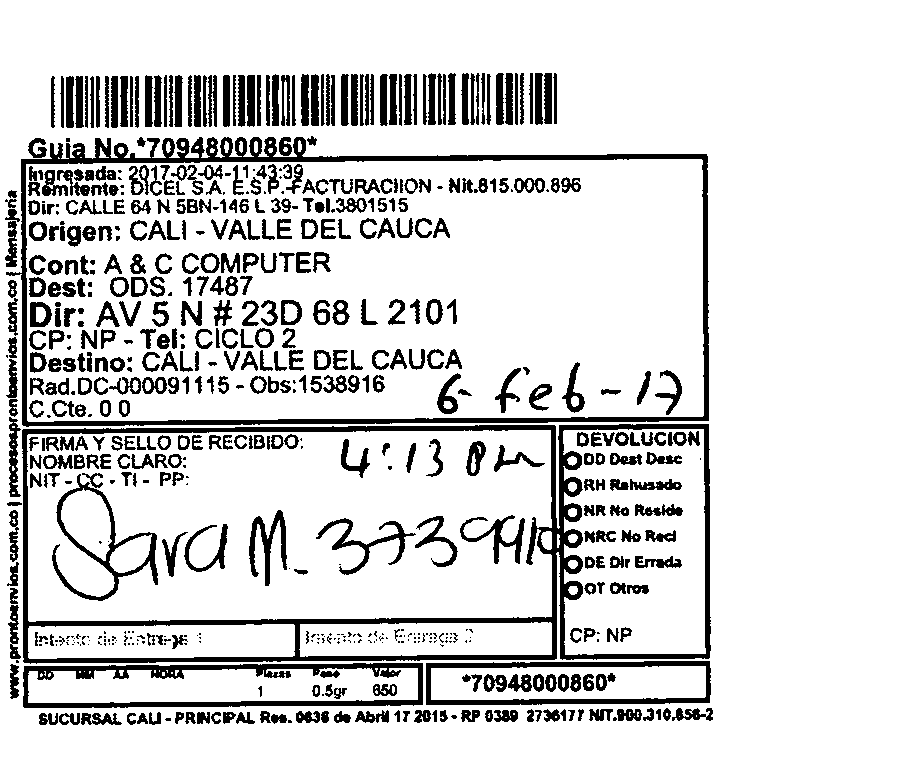 Guia No.*70948000860*
Ingresada: 2017-02-04-11:43:39
Remitente: DICEL S.A. E.S.P.-FACTURACIION - Nit.815.000.896
Dir: CALLE 64 N 5BN-146 L 39- Tel.3801515
Origen: CALI - VALLE DEL CAUCA
Cont: A & C COMPUTER
Dest: ODS. 17487
Dir: AV 5 N # 23D 68 L 2101
CP: NP - Tel: CICLO 2
Destino: CALI - VALLE DEL CAUCA
Rad.DC-000091115 - Obs:1538916
6-Feb-17
C.Cte. 0 0
www.prontoenvios.com.co | procesos.prontoenvios.com.co | Mensajeria
FIRMA Y SELLO DE RECIBIDO:
NOMBRE CLARO:
NIT - CC - TI - PP:
4:13 PM
Sara M. 3739910
DEVOLUCION
DD Dest Desc
RH Rehusado
NR No Reside
NRC No Recl
DE Dir Errada
OT Otros
CP: NP
Intento de Entrega 1
Intento de Entrega 2
DD MM AA HORA
Piezas Peso Valor
1 0.5gr 650
*70948000860*
SUCURSAL CALI - PRINCIPAL Res. 0636 de Abril 17 2015 - RP 0389 2736177 NIT.900.310.856-2